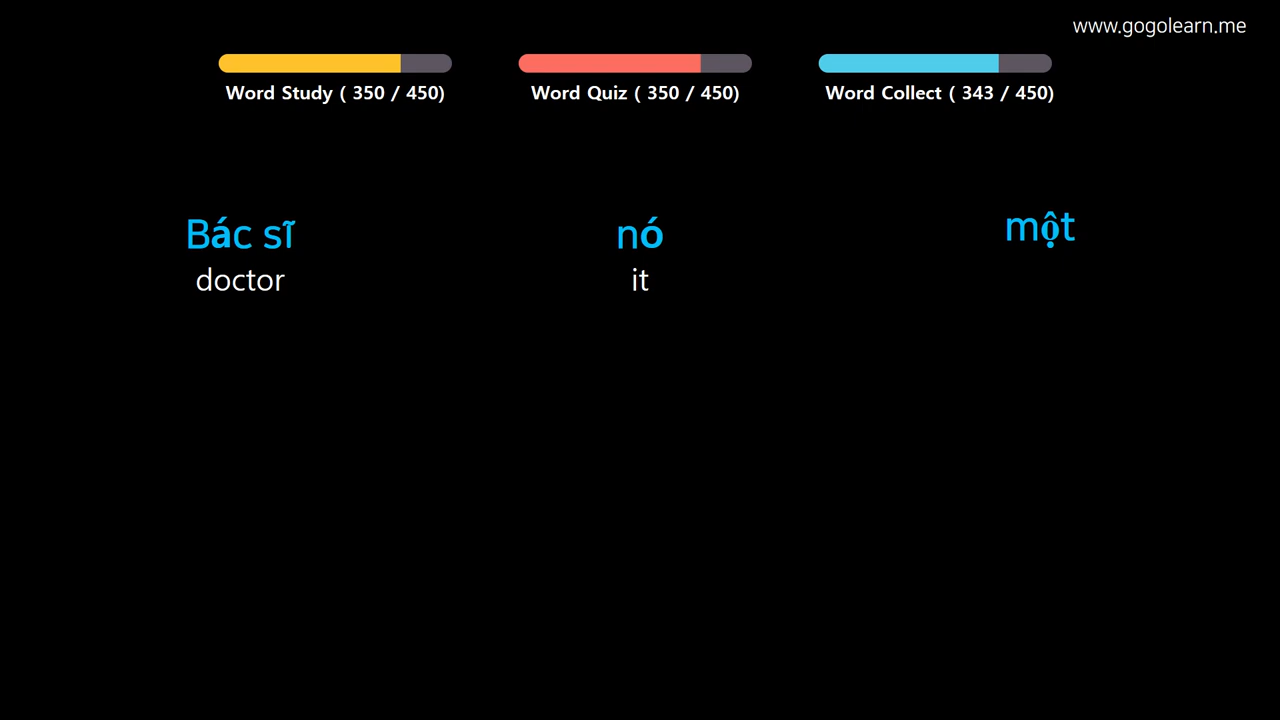 www.gogolearn.me
Word Study ( 350 / 450)
Word Quiz ( 350 / 450)
Word Collect ( 343 / 450)
Bác sĩ
doctor
nó
it
một